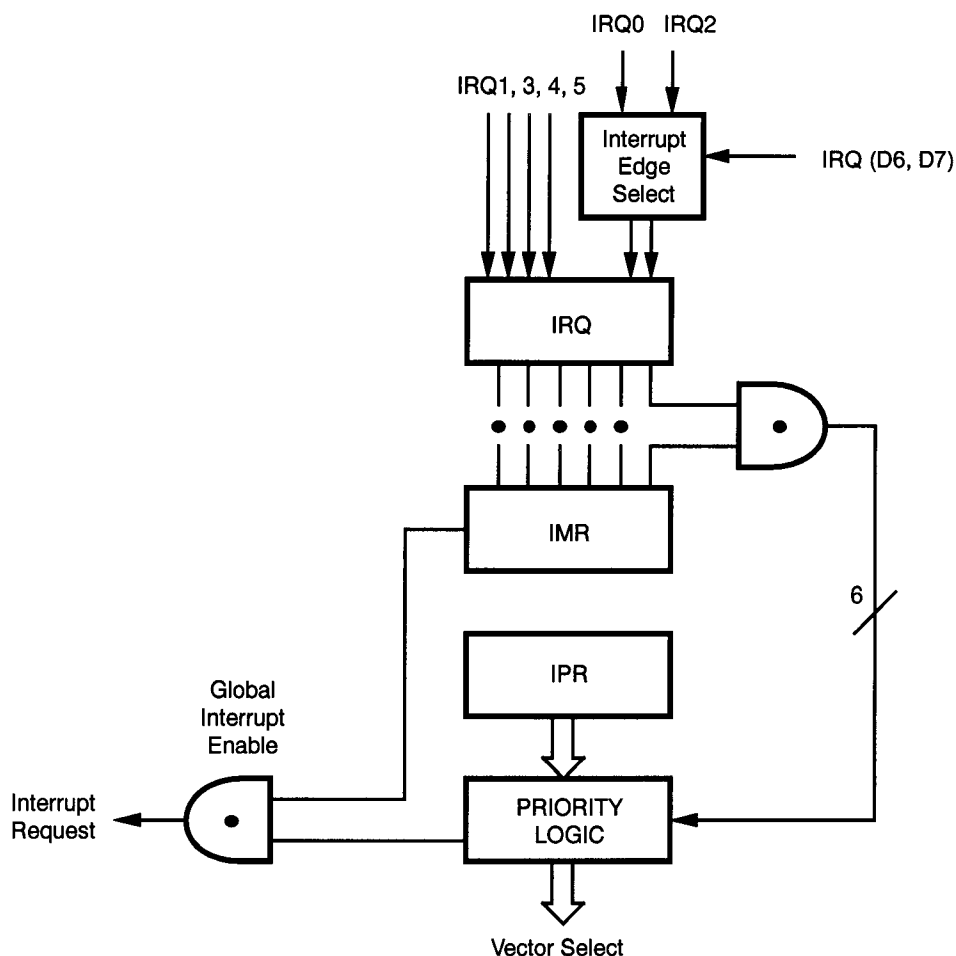 IRQ0 IRQ2
IRQ1, 3, 4, 5
Interrupt
Edge
Select
IRQ (D6, D7)
IRQ
IMR
6
IPR
Global
Interrupt
Enable
Interrupt
Request
PRIORITY
LOGIC
Vector Select